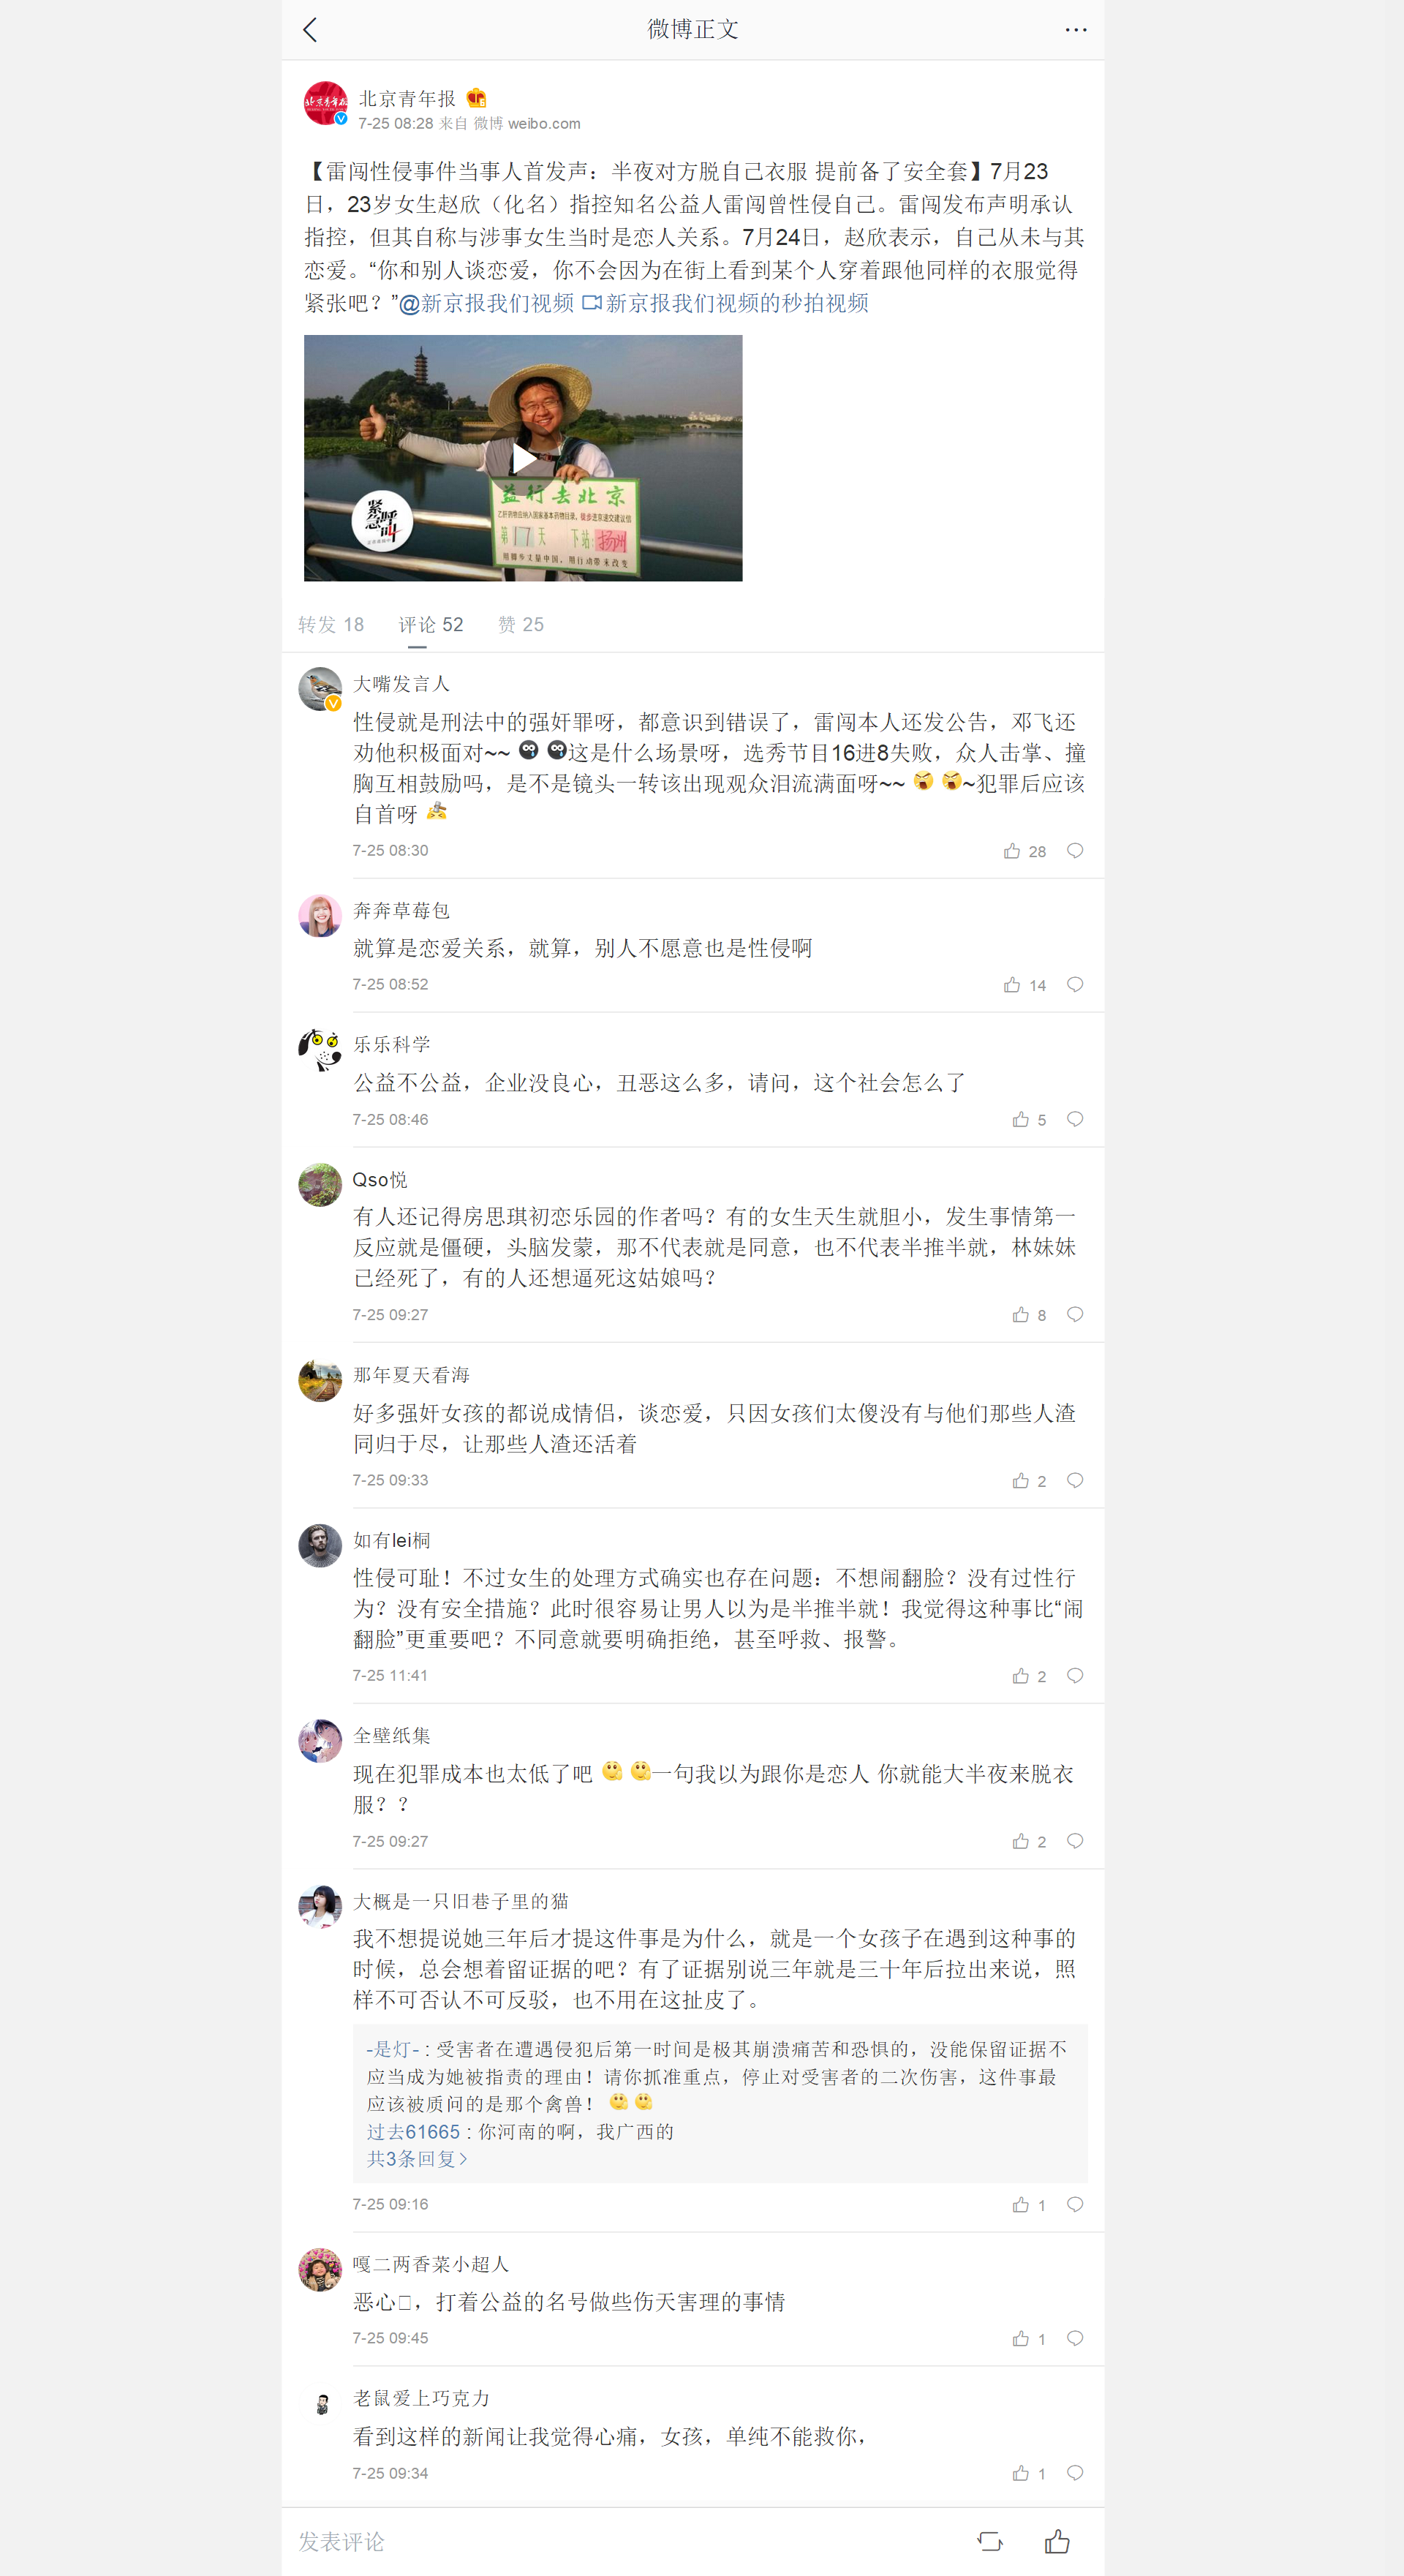 微博正文
北京青年报
7-25 08:28 来自 微博 weibo.com
【雷闯性侵事件当事人首发声：半夜对方脱自己衣服 提前备了安全套】7月23
日，23岁女生赵欣（化名）指控知名公益人雷闯曾性侵自己。雷闯发布声明承认
指控，但其自称与涉事女生当时是恋人关系。7月24日，赵欣表示，自己从未与其
恋爱。“你和别人谈恋爱，你不会因为在街上看到某个人穿着跟他同样的衣服觉得
紧张吧？”@新京报我们视频 新京报我们视频的秒拍视频
益行去北京
乙肝药物应纳入国家基本药物目录，徒步进京递交建议信
第17天 下站：扬州
用脚步丈量中国，用行动带来改变
紧急呼叫
转发 18 评论 52 赞 25
大嘴发言人
性侵就是刑法中的强奸罪呀，都意识到错误了，雷闯本人还发公告，邓飞还
劝他积极面对~~ 这是什么场景呀，选秀节目16进8失败，众人击掌、撞
胸互相鼓励吗，是不是镜头一转该出现观众泪流满面呀~~ ~犯罪后应该
自首呀
7-25 08:30 28
奔奔草莓包
就算是恋爱关系，就算，别人不愿意也是性侵啊
7-25 08:52 14
乐乐科学
公益不公益，企业没良心，丑恶这么多，请问，这个社会怎么了
7-25 08:46 5
Qso悦
有人还记得房思琪初恋乐园的作者吗？有的女生天生就胆小，发生事情第一
反应就是僵硬，头脑发蒙，那不代表就是同意，也不代表半推半就，林妹妹
已经死了，有的人还想逼死这姑娘吗？
7-25 09:27 8
那年夏天看海
好多强奸女孩的都说成情侣，谈恋爱，只因女孩们太傻没有与他们那些人渣
同归于尽，让那些人渣还活着
7-25 09:33 2
如有lei桐
性侵可耻！不过女生的处理方式确实也存在问题：不想闹翻脸？没有过性行
为？没有安全措施？此时很容易让男人以为是半推半就！我觉得这种事比“闹
翻脸”更重要吧？不同意就要明确拒绝，甚至呼救、报警。
7-25 11:41 2
全壁纸集
现在犯罪成本也太低了吧 一句我以为跟你是恋人 你就能大半夜来脱衣
服？？
7-25 09:27 2
大概是一只旧巷子里的猫
我不想提说她三年后才提这件事是为什么，就是一个女孩子在遇到这种事的
时候，总会想着留证据的吧？有了证据别说三年就是三十年后拉出来说，照
样不可否认不可反驳，也不用在这扯皮了。
-是灯- : 受害者在遭遇侵犯后第一时间是极其崩溃痛苦和恐惧的，没能保留证据不
应当成为她被指责的理由！请你抓准重点，停止对受害者的二次伤害，这件事最
应该被质问的是那个禽兽！
过去61665 : 你河南的啊，我广西的
共3条回复>
7-25 09:16 1
嘎二两香菜小超人
恶心，打着公益的名号做些伤天害理的事情
7-25 09:45 1
老鼠爱上巧克力
看到这样的新闻让我觉得心痛，女孩，单纯不能救你，
7-25 09:34 1
发表评论